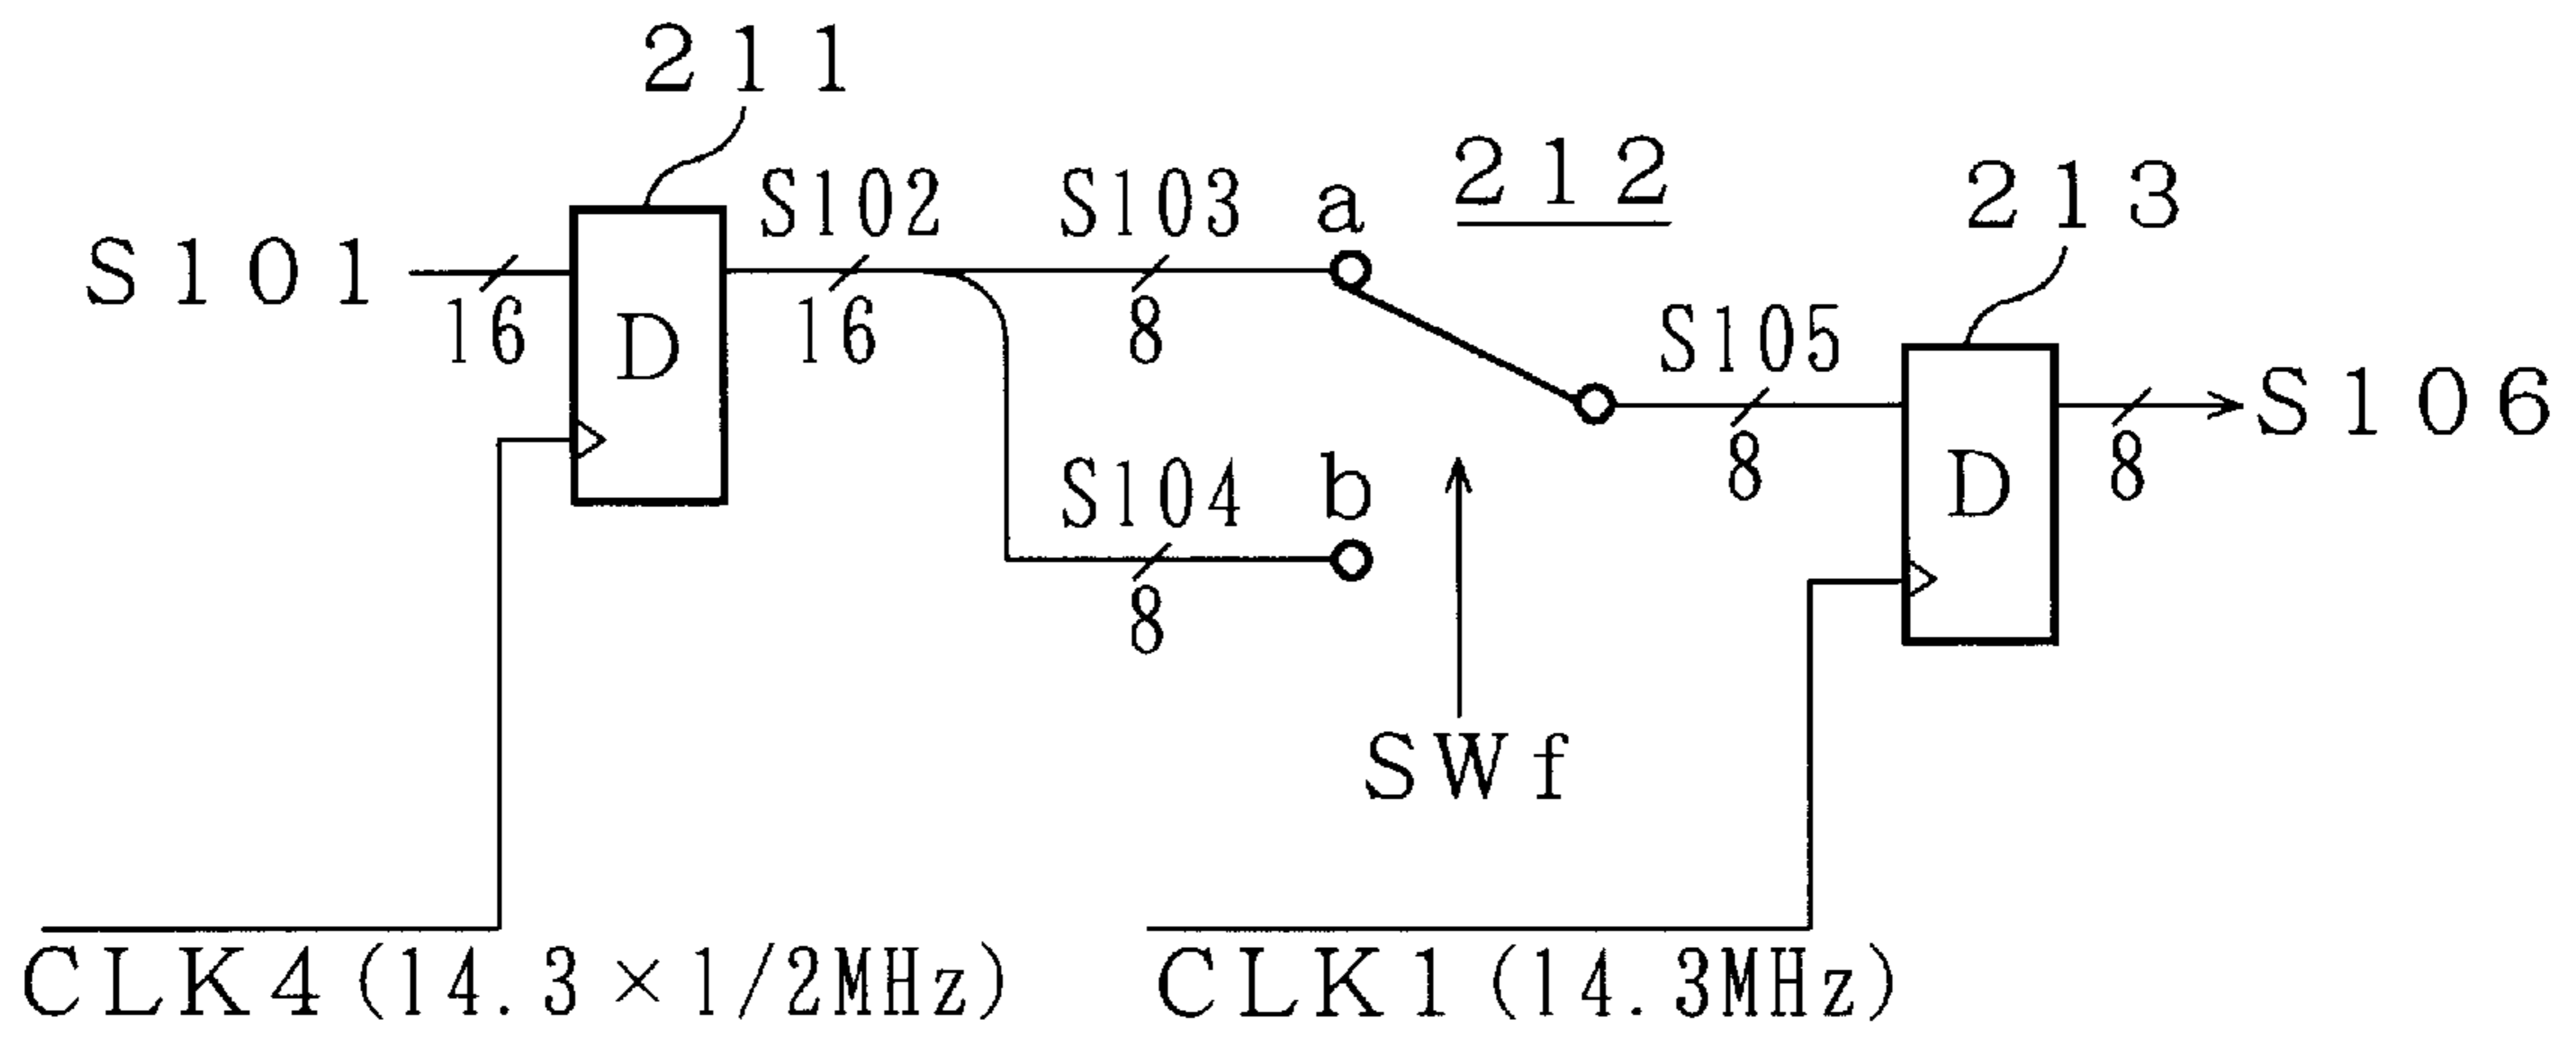 211
212
213
S101
16
D
S102
16
S103
8
a
S104
8
b
SWf
S105
8
D
S106
8
CLK4(14.3×1/2MHz)
CLK1(14.3MHz)